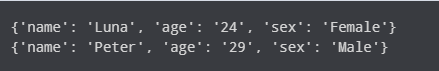 {'name': 'Luna', 'age': '24', 'sex': 'Female'}
{'name': 'Peter', 'age': '29', 'sex': 'Male'}